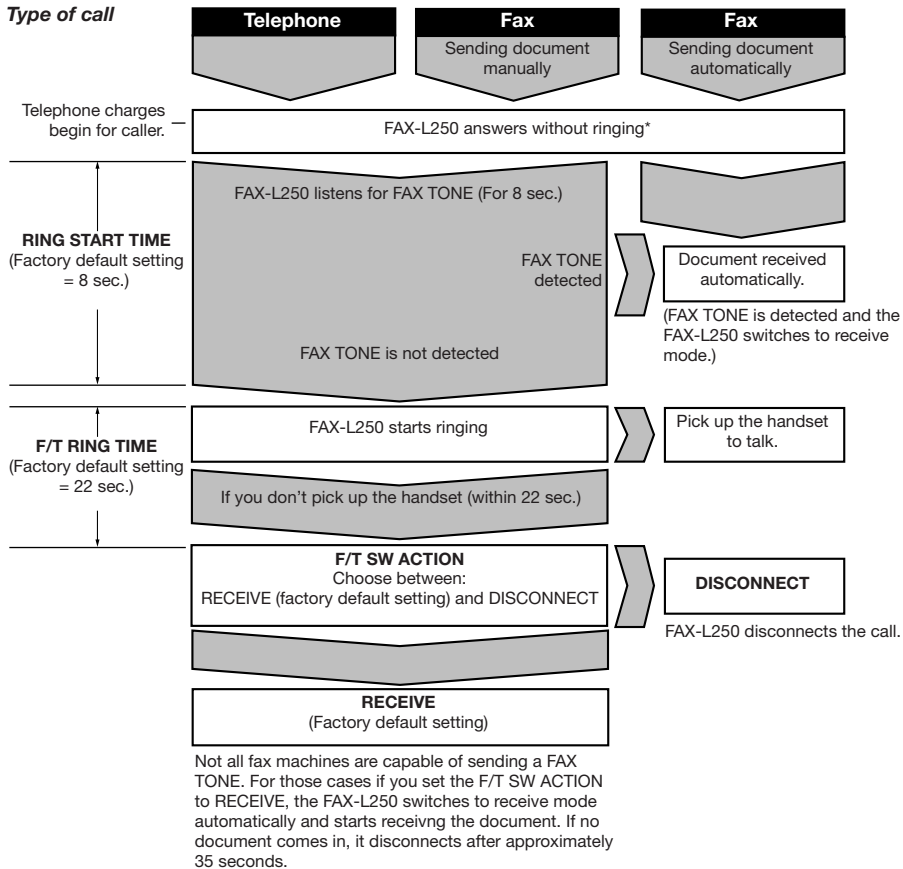 Type of call
Telephone
Fax
Fax
Sending document
manually
Sending document
automatically
Telephone charges
begin for caller.
FAX-L250 answers without ringing*
FAX-L250 listens for FAX TONE (For 8 sec.)
RING START TIME
(Factory default setting
= 8 sec.)
FAX TONE
detected
Document received
automatically.
(FAX TONE is detected and the
FAX-L250 switches to receive
mode.)
FAX TONE is not detected
FAX-L250 starts ringing
Pick up the handset
to talk.
F/T RING TIME
(Factory default setting
= 22 sec.)
If you don’t pick up the handset (within 22 sec.)
F/T SW ACTION
Choose between:
RECEIVE (factory default setting) and DISCONNECT
DISCONNECT
FAX-L250 disconnects the call.
RECEIVE
(Factory default setting)
Not all fax machines are capable of sending a FAX
TONE. For those cases if you set the F/T SW ACTION
to RECEIVE, the FAX-L250 switches to receive mode
automatically and starts receivng the document. If no
document comes in, it disconnects after approximately
35 seconds.